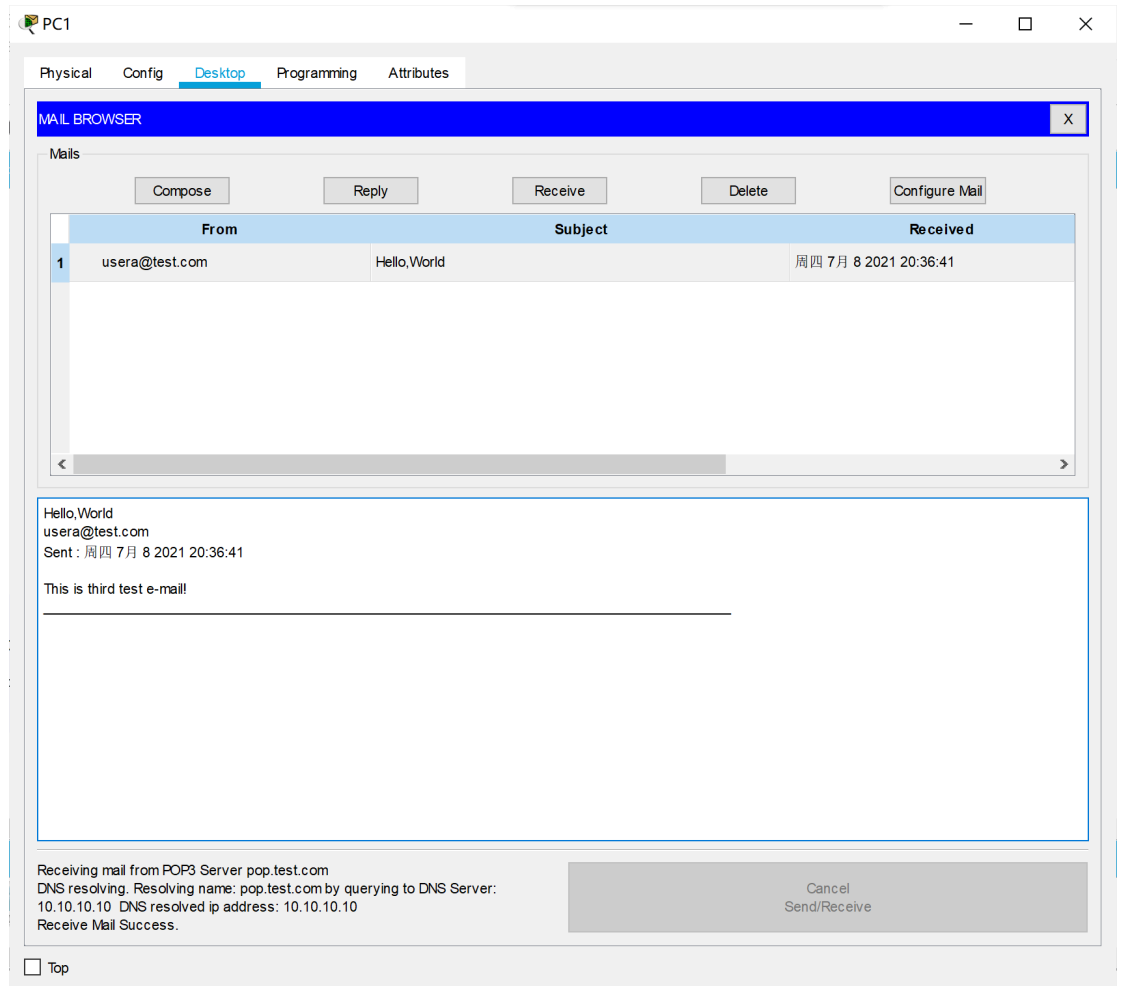 PC1
Physical Config Desktop Programming Attributes
MAIL BROWSER X
Mails
Compose Reply Receive Delete Configure Mail
From Subject Received
1 usera@test.com Hello,World 周四 7月 8 2021 20:36:41
Hello,World
usera@test.com
Sent : 周四 7月 8 2021 20:36:41
This is third test e-mail!
Receiving mail from POP3 Server pop.test.com
DNS resolving. Resolving name: pop.test.com by querying to DNS Server:
10.10.10.10 DNS resolved ip address: 10.10.10.10
Receive Mail Success.
Cancel
Send/Receive
Top